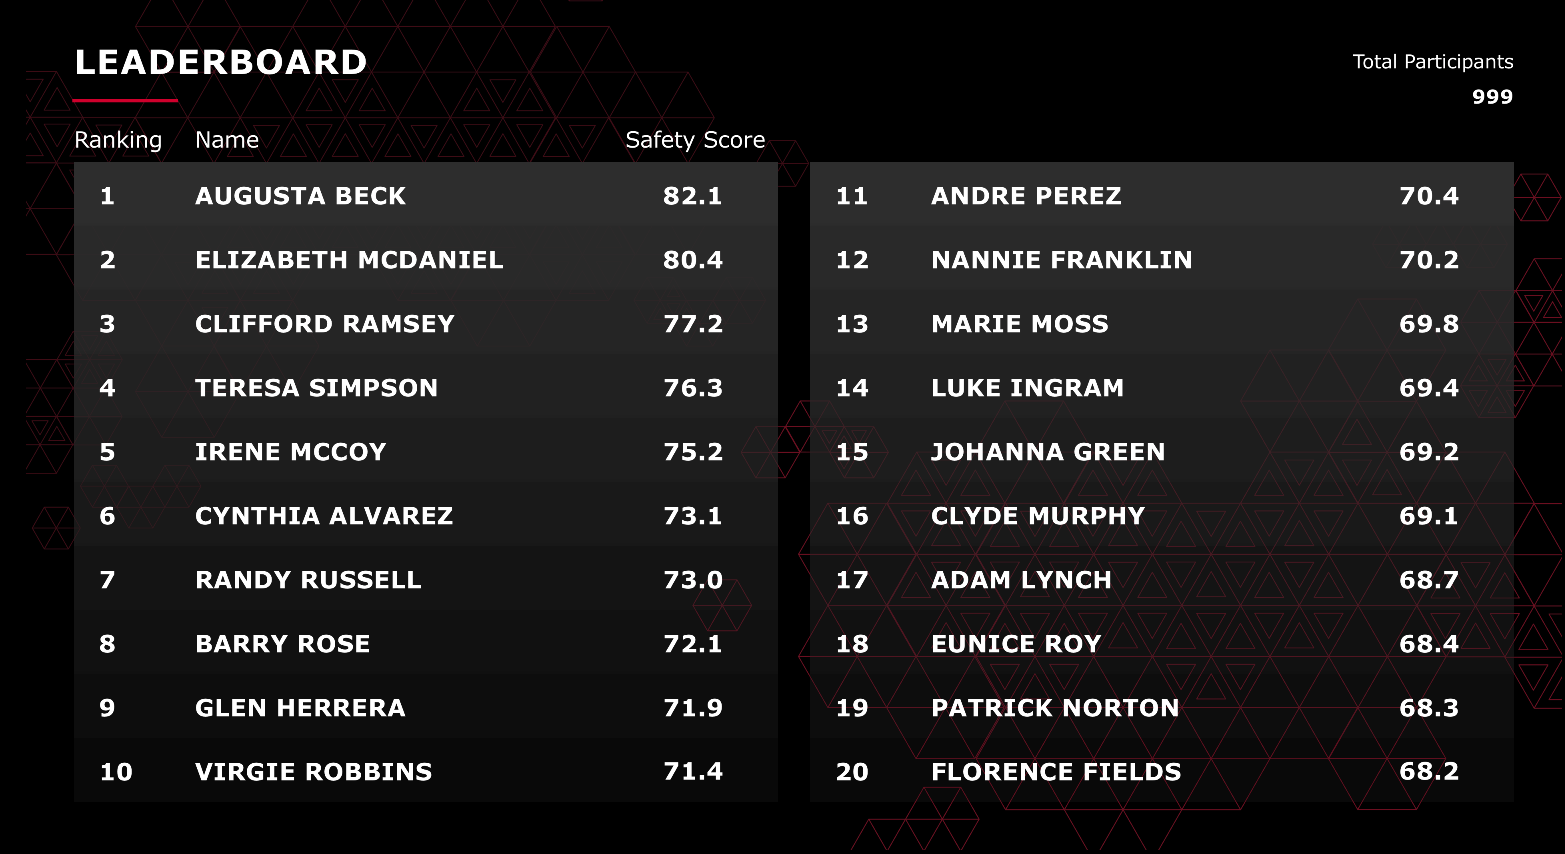 LEADERBOARD
Total Participants
999
Ranking Name Safety Score
1 AUGUSTA BECK 82.1
2 ELIZABETH MCDANIEL 80.4
3 CLIFFORD RAMSEY 77.2
4 TERESA SIMPSON 76.3
5 IRENE MCCOY 75.2
6 CYNTHIA ALVAREZ 73.1
7 RANDY RUSSELL 73.0
8 BARRY ROSE 72.1
9 GLEN HERRERA 71.9
10 VIRGIE ROBBINS 71.4
11 ANDRE PEREZ 70.4
12 NANNIE FRANKLIN 70.2
13 MARIE MOSS 69.8
14 LUKE INGRAM 69.4
15 JOHANNA GREEN 69.2
16 CLYDE MURPHY 69.1
17 ADAM LYNCH 68.7
18 EUNICE ROY 68.4
19 PATRICK NORTON 68.3
20 FLORENCE FIELDS 68.2